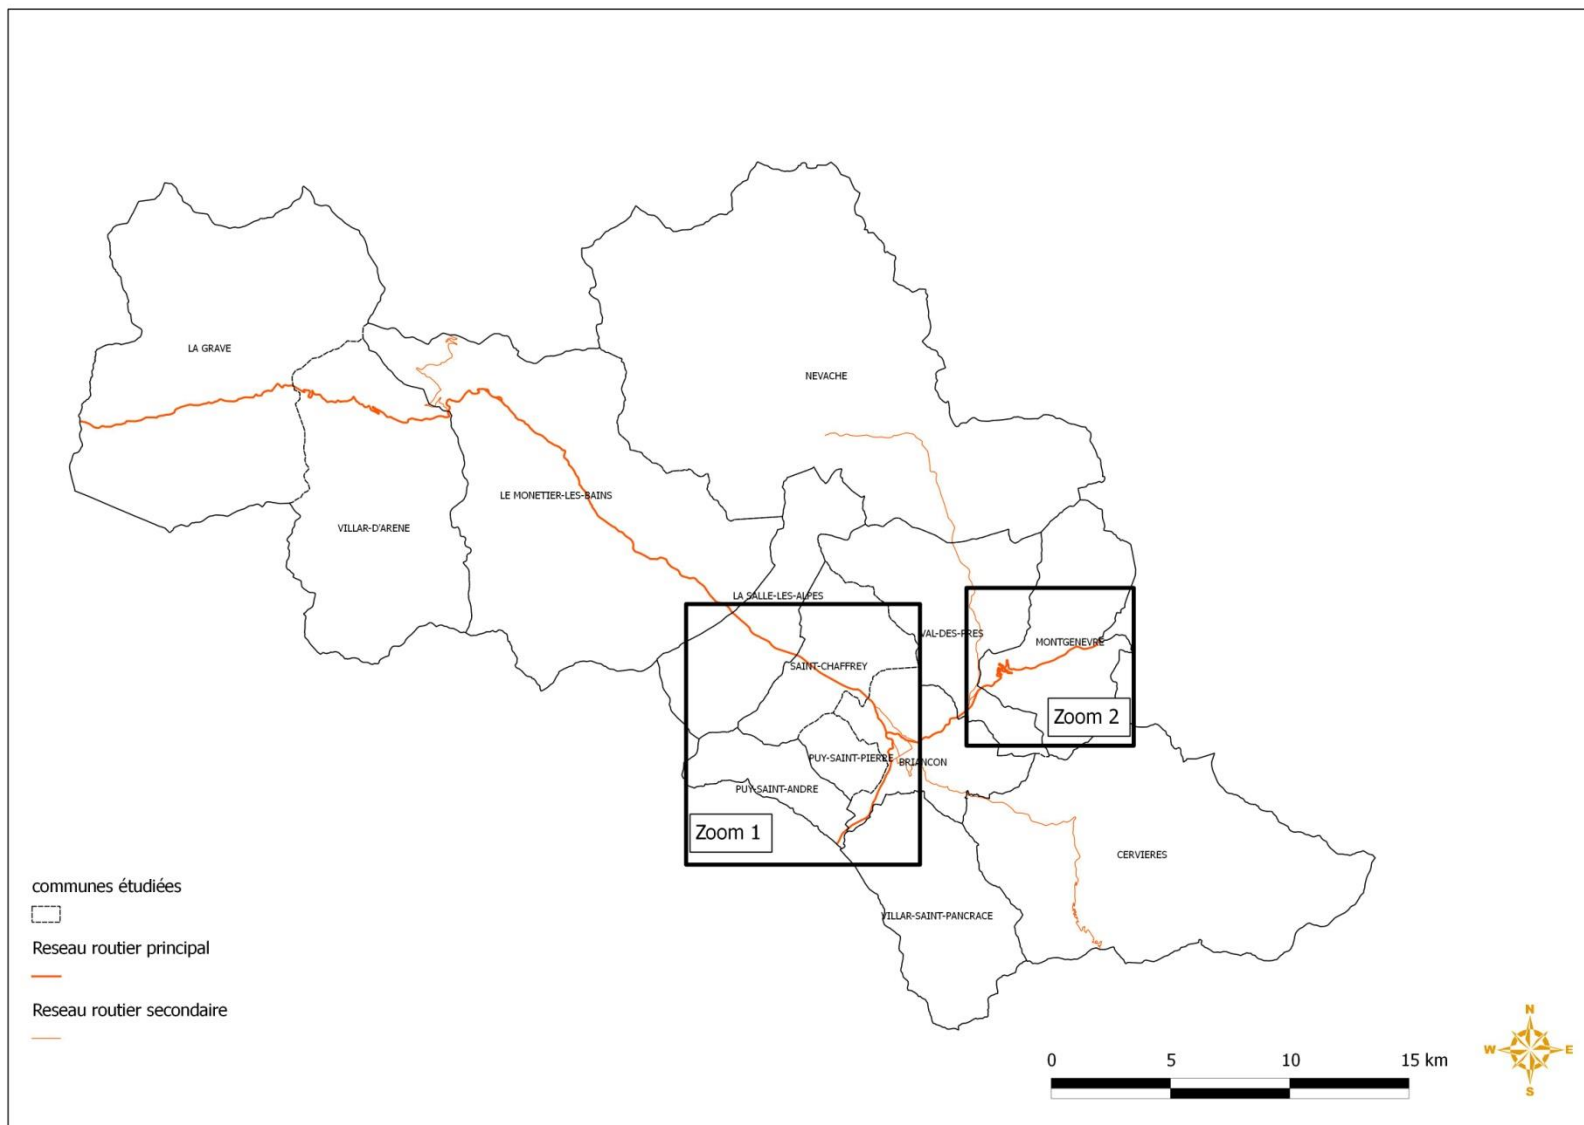 LA GRAVE
NEVACHE
LE MONETIER-LES-BAINS
VILLAR-D'ARENE
LA SALLE-LES-ALPES
VAL-DES-PRES
MONTGENEVRE
SAINT-CHAFFREY
Zoom 2
PUY-SAINT-PIERRE
BRIANCON
PUY-SAINT-ANDRE
Zoom 1
CERVIERES
VILLAR-SAINT-PANCRACE
communes étudiées
Reseau routier principal
Reseau routier secondaire
0 5 10 15 km
N
W E
S